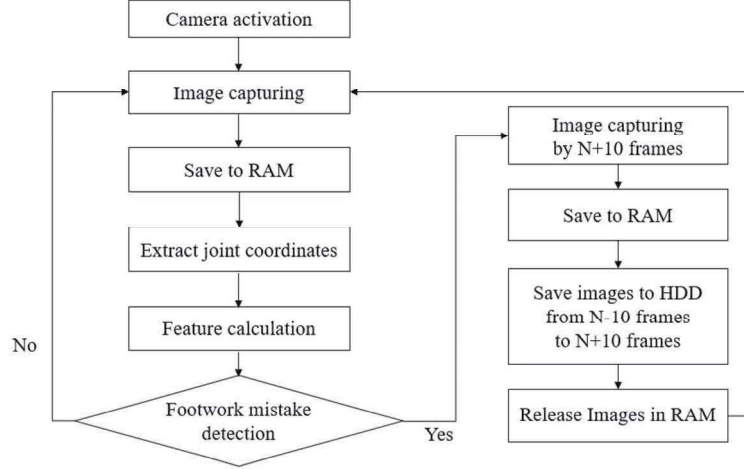 Camera activation
Image capturing
Save to RAM
Extract joint coordinates
Feature calculation
Footwork mistake
detection
No
Yes
Image capturing
by N+10 frames
Save to RAM
Save images to HDD
from N-10 frames
to N+10 frames
Release Images in RAM